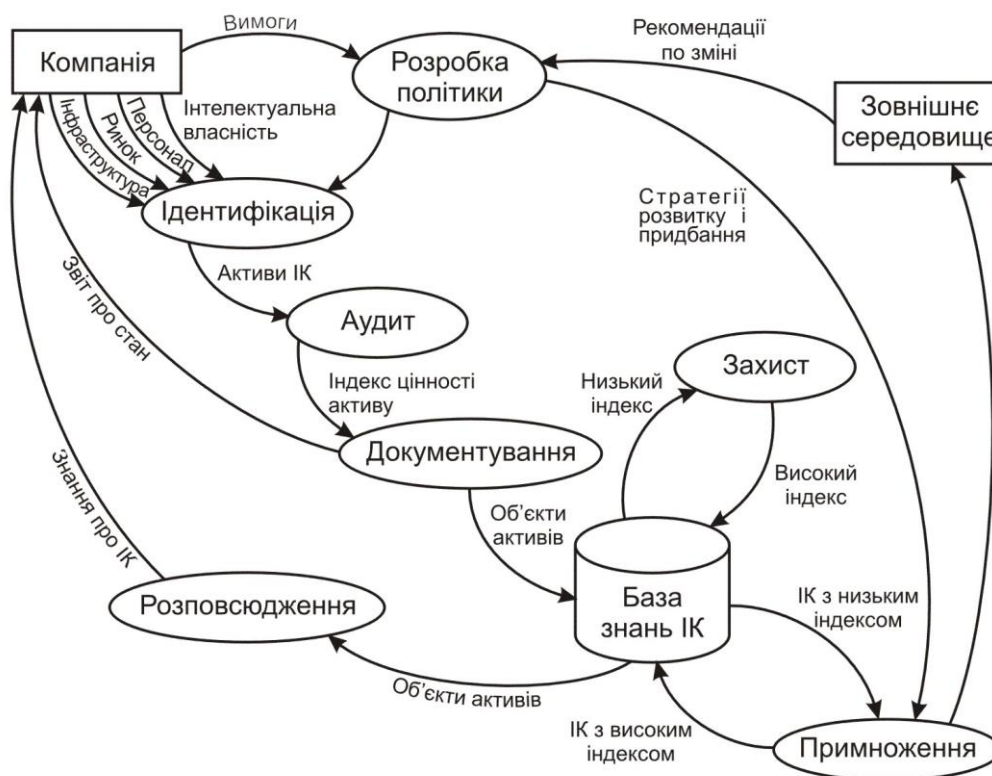 Вимоги
Компанія
Розробка
політики
Рекомендації
по зміні
Зовнішнє
середовище
Інфраструктура
Ринок
Персонал
Інтелектуальна
власність
Ідентифікація
Стратегії
розвитку і
придбання
Активи ІК
Звіт про стан
Аудит
Індекс цінності
активу
Низький
індекс
Захист
Документування
Високий
індекс
Знання про ІК
Об’єкти
активів
Розповсюдження
База
знань ІК
ІК з низьким
індексом
Об’єкти активів
ІК з високим
індексом
Примноження